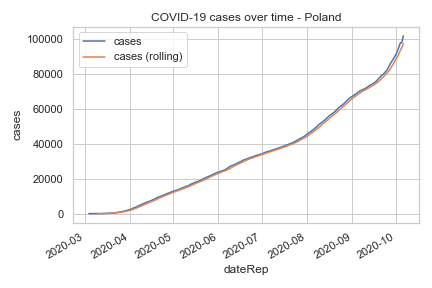 COVID-19 cases over time - Poland
cases
cases (rolling)
100000
80000
60000
40000
20000
0
cases
2020-03
2020-04
2020-05
2020-06
2020-07
2020-08
2020-09
2020-10
dateRep